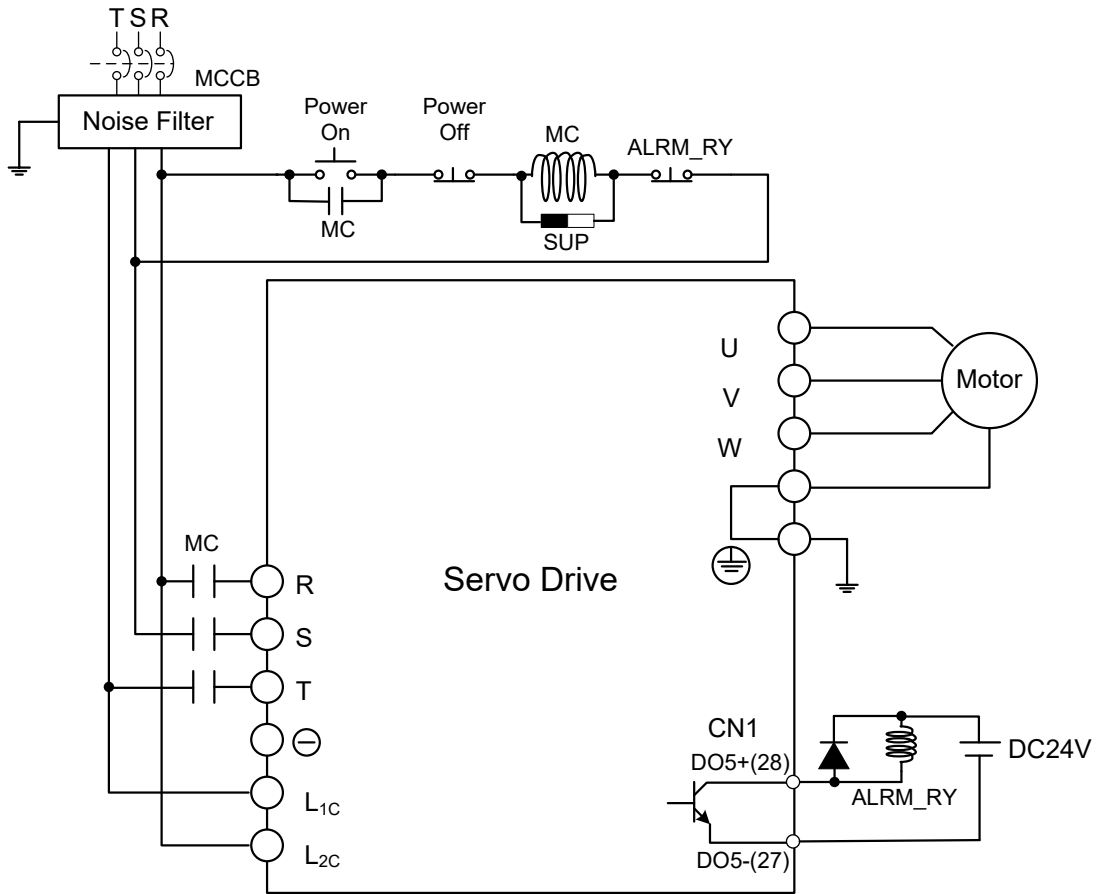 T S R
MCCB
Noise Filter
Power
On
Power
Off
MC
ALRM_RY
MC
SUP
U
V
W
Motor
MC
R
S
T
Servo Drive
L1C
L2C
CN1
DO5+(28)
DO5-(27)
ALRM_RY
DC24V